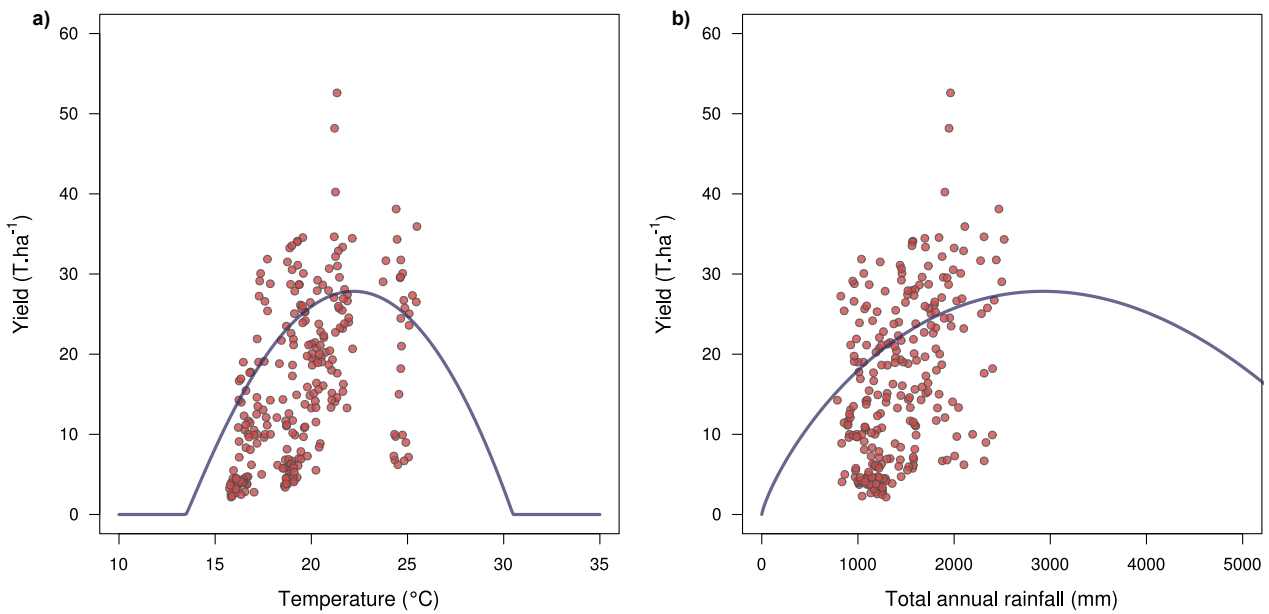 a)
60
50
40
30
20
10
0
Yield (T.ha⁻¹)
10 15 20 25 30 35
Temperature (°C)
b)
60
50
40
30
20
10
0
Yield (T.ha⁻¹)
0 1000 2000 3000 4000 5000
Total annual rainfall (mm)